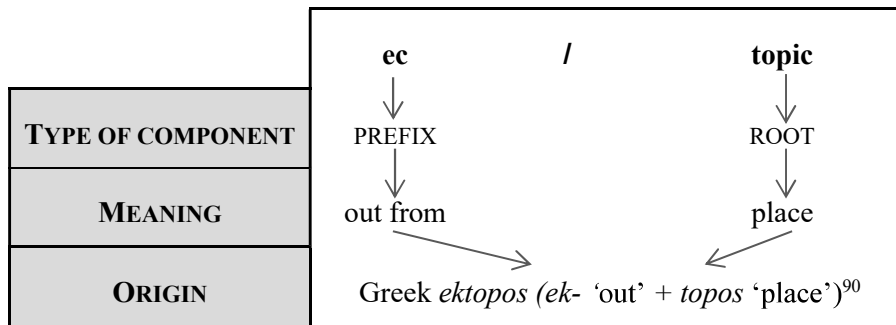 ec / topic
TYPE OF COMPONENT PREFIX ROOT
MEANING out from place
ORIGIN Greek ektopos (ek- ‘out’ + topos ‘place’)⁹⁰